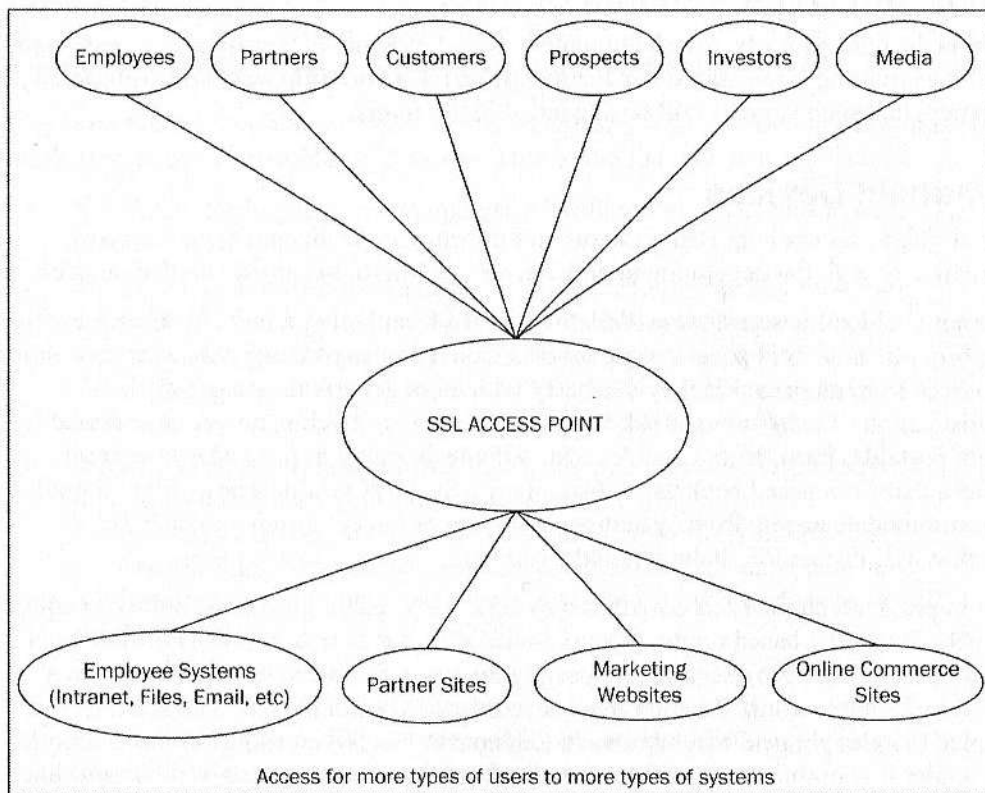 Employees Partners Customers Prospects Investors Media
SSL ACCESS POINT
Employee Systems
(Intranet, Files, Email, etc)
Partner Sites
Marketing
Websites
Online Commerce
Sites
Access for more types of users to more types of systems